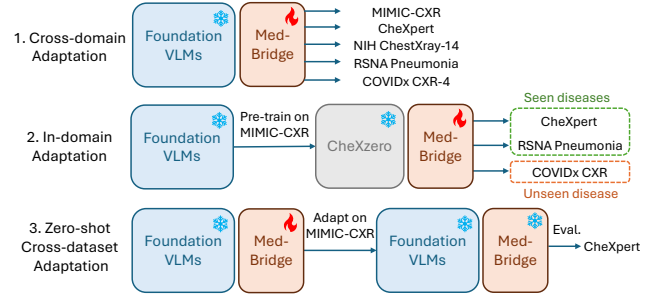 1. Cross-domain
Adaptation
Foundation
VLMs
Med-
Bridge
MIMIC-CXR
CheXpert
NIH ChestXray-14
RSNA Pneumonia
COVIDx CXR-4
2. In-domain
Adaptation
Foundation
VLMs
Pre-train on
MIMIC-CXR
CheXzero
Med-
Bridge
Seen diseases
CheXpert
RSNA Pneumonia
COVIDx CXR
Unseen disease
3. Zero-shot
Cross-dataset
Adaptation
Foundation
VLMs
Med-
Bridge
Adapt on
MIMIC-CXR
Foundation
VLMs
Med-
Bridge
Eval.
CheXpert